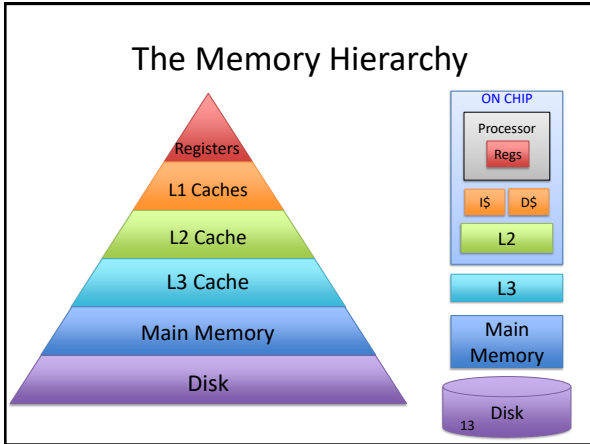 The Memory Hierarchy
Registers
L1 Caches
L2 Cache
L3 Cache
Main Memory
Disk
ON CHIP
Processor
Regs
I$ D$
L2
L3
Main
Memory
Disk
13